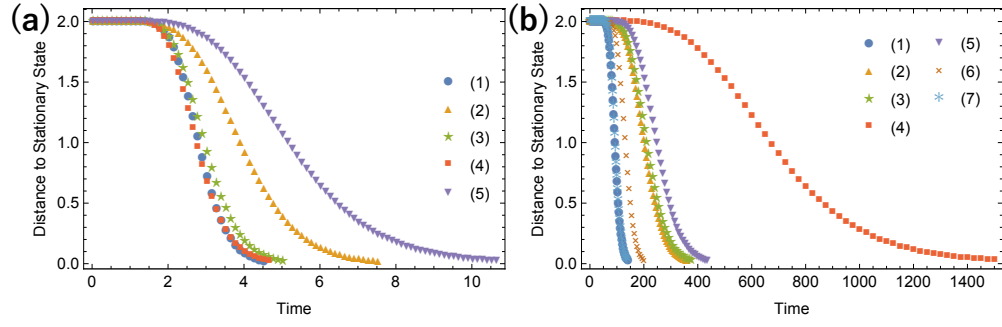 (a)
Distance to Stationary State
2.0
1.5
1.0
0.5
0.0
0 2 4 6 8 10
Time
(1)
(2)
(3)
(4)
(5)
(b)
Distance to Stationary State
2.0
1.5
1.0
0.5
0.0
0 200 400 600 800 1000 1200 1400
Time
(1) (5)
(2) (6)
(3) (7)
(4)